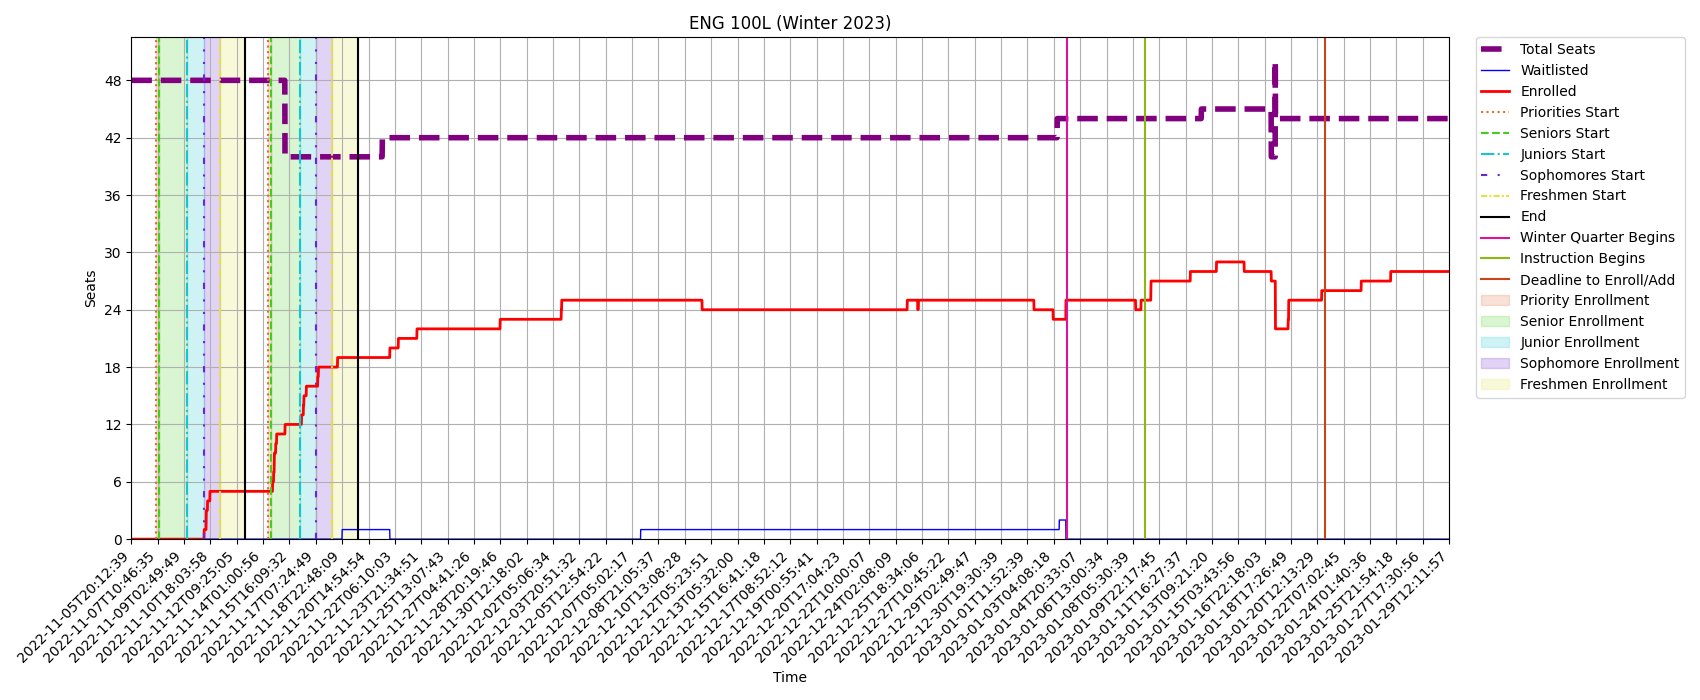 ENG 100L (Winter 2023)
Seats
48
42
36
30
24
18
12
6
0
2022-11-05T20:12:39
2022-11-07T10:46:35
2022-11-09T02:49:49
2022-11-10T18:03:58
2022-11-12T09:25:05
2022-11-14T01:00:56
2022-11-15T16:09:32
2022-11-17T07:24:49
2022-11-18T22:48:09
2022-11-20T14:54:54
2022-11-22T06:10:03
2022-11-23T21:34:51
2022-11-25T13:07:43
2022-11-27T04:41:26
2022-11-28T20:19:46
2022-11-30T12:18:02
2022-12-02T05:06:34
2022-12-03T20:51:32
2022-12-05T12:54:22
2022-12-07T05:02:17
2022-12-08T21:05:37
2022-12-10T13:08:28
2022-12-12T05:23:51
2022-12-13T05:32:00
2022-12-15T16:41:18
2022-12-17T08:52:12
2022-12-19T00:55:41
2022-12-20T17:04:23
2022-12-22T10:00:07
2022-12-24T02:08:09
2022-12-25T18:34:06
2022-12-27T10:45:22
2022-12-29T02:49:47
2022-12-30T19:30:39
2023-01-01T11:52:39
2023-01-03T04:08:18
2023-01-04T20:33:07
2023-01-06T13:00:34
2023-01-08T05:30:39
2023-01-09T22:17:45
2023-01-11T16:27:37
2023-01-13T09:21:20
2023-01-15T03:43:56
2023-01-16T22:18:03
2023-01-18T17:26:49
2023-01-20T12:13:29
2023-01-22T07:02:45
2023-01-24T01:40:36
2023-01-25T21:54:18
2023-01-27T17:30:56
2023-01-29T12:11:57
Time
Total Seats
Waitlisted
Enrolled
Priorities Start
Seniors Start
Juniors Start
Sophomores Start
Freshmen Start
End
Winter Quarter Begins
Instruction Begins
Deadline to Enroll/Add
Priority Enrollment
Senior Enrollment
Junior Enrollment
Sophomore Enrollment
Freshmen Enrollment